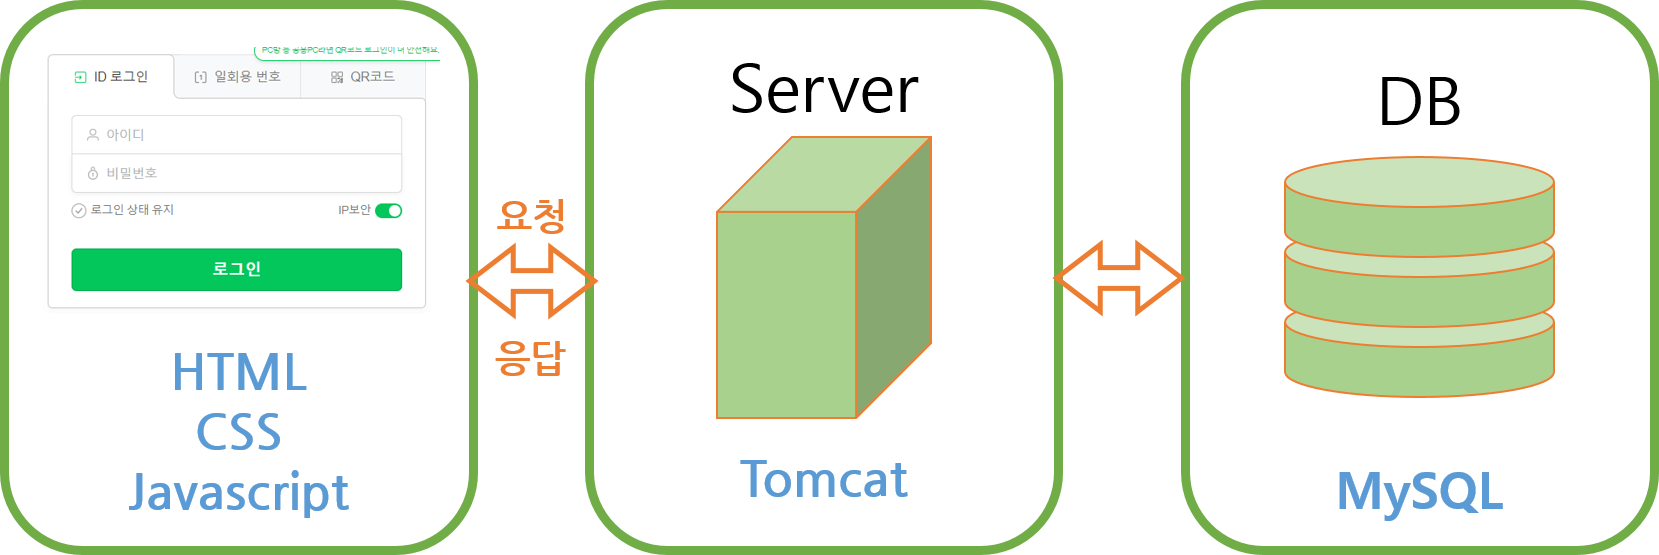 PC방 등 공용PC라면 QR코드 로그인이 더 안전해요.
ID 로그인
일회용 번호
QR코드
아이디
비밀번호
로그인 상태 유지
IP보안
로그인
HTML
CSS
Javascript
요청
응답
Server
Tomcat
DB
MySQL